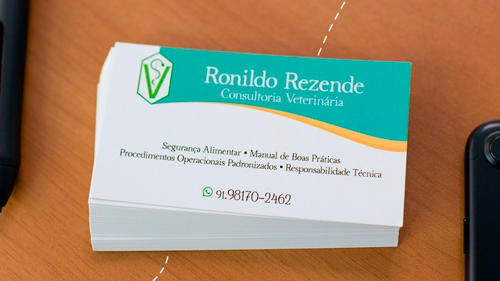 Ronildo Rezende
Consultoria Veterinária
Segurança Alimentar • Manual de Boas Práticas
Procedimentos Operacionais Padronizados • Responsabilidade Técnica
91.98170-2462